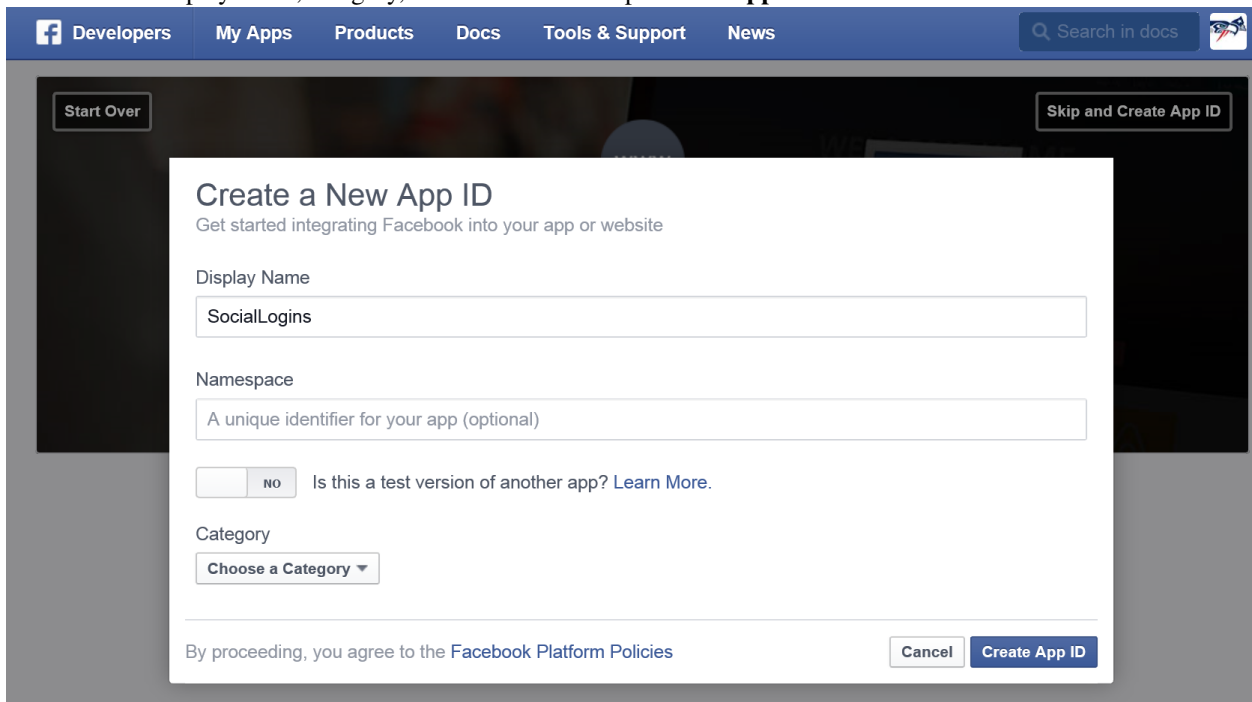 Developers My Apps Products Docs Tools & Support News Search in docs
Start Over Skip and Create App ID
Create a New App ID
Get started integrating Facebook into your app or website
Display Name
SocialLogins
Namespace
A unique identifier for your app (optional)
NO Is this a test version of another app? Learn More.
Category
Choose a Category
By proceeding, you agree to the Facebook Platform Policies Cancel Create App ID